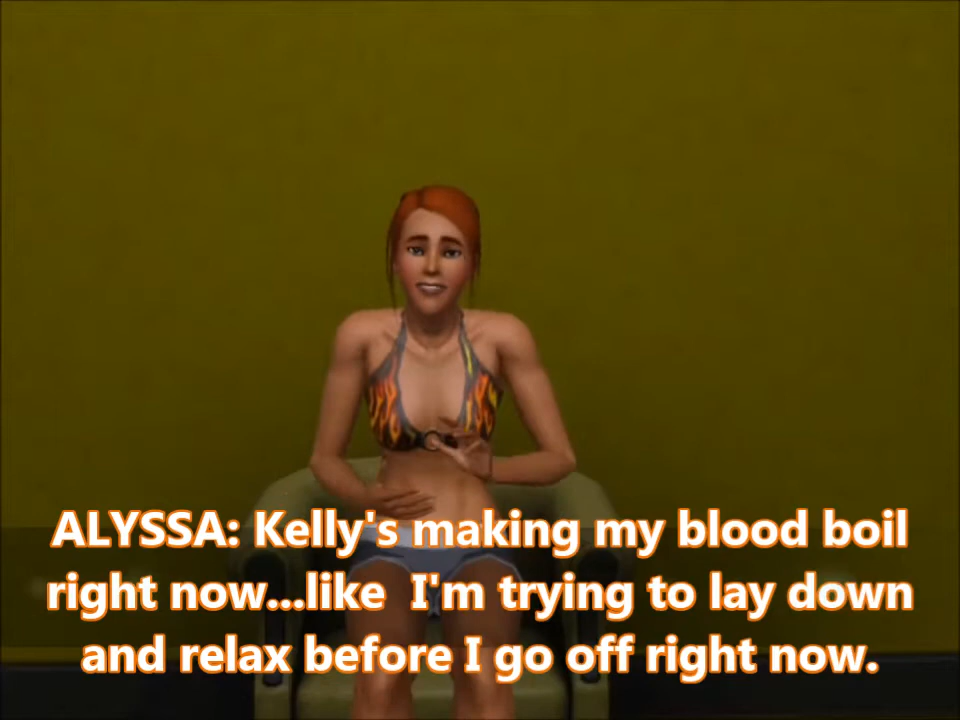 ALYSSA: Kelly's making my blood boil
right now...like  I'm trying to lay down
and relax before I go off right now.